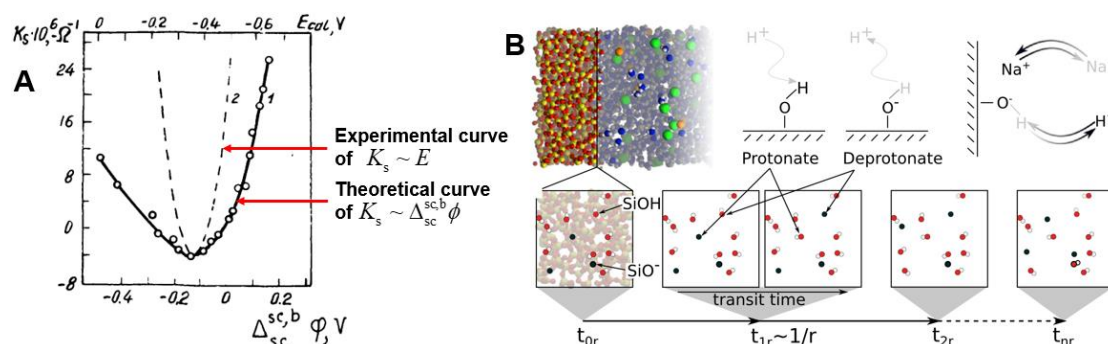 K_s·10^6, -Ω^-1
0 -0.2 -0.4 -0.6 E_cal, V
A
24
16
8
4
0
-8
2 1
-0.4 -0.2 0 0.2
Δ_sc^sc,b φ, V
Experimental curve
of K_s ~ E
Theoretical curve
of K_s ~ Δ_sc^sc,b ϕ
B
H+
H
O
H+
H
O-
Na+ Na
-O-
H H
Protonate Deprotonate
SiOH
SiO-
transit time
t_0r t_1r~1/r t_2r t_nr